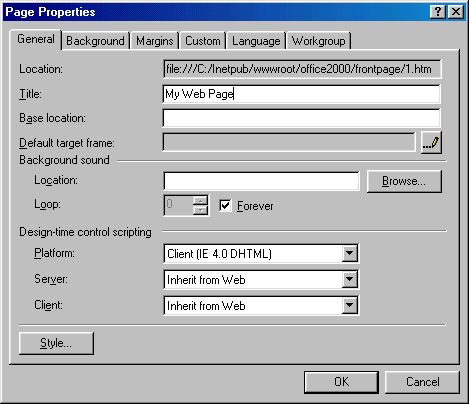 Page Properties
General Background Margins Custom Language Workgroup
Location: file:///C:/Inetpub/wwwroot/office2000/frontpage/1.htm
Title: My Web Page
Base location:
Default target frame:
Background sound
Location: Browse...
Loop: 0 Forever
Design-time control scripting
Platform: Client (IE 4.0 DHTML)
Server: Inherit from Web
Client: Inherit from Web
Style...
OK Cancel